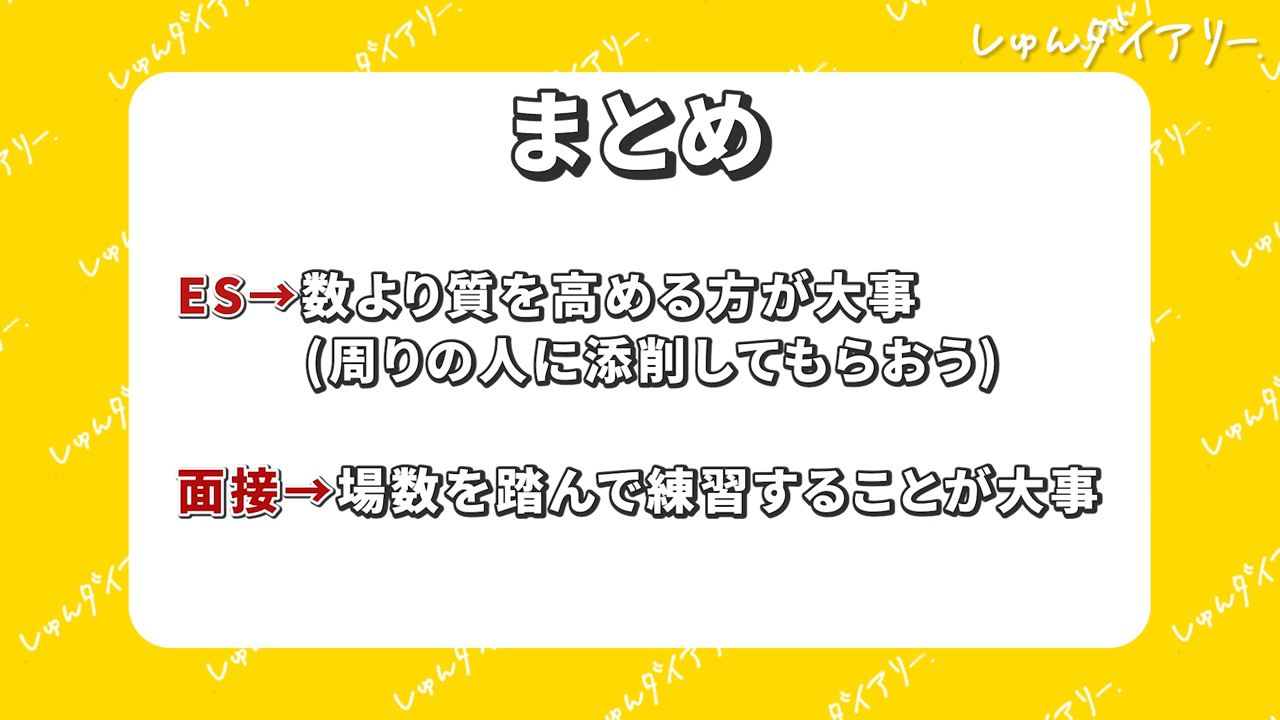 しゅんダイアリー
まとめ
ES→数より質を高める方が大事
(周りの人に添削してもらおう)
面接→場数を踏んで練習することが大事